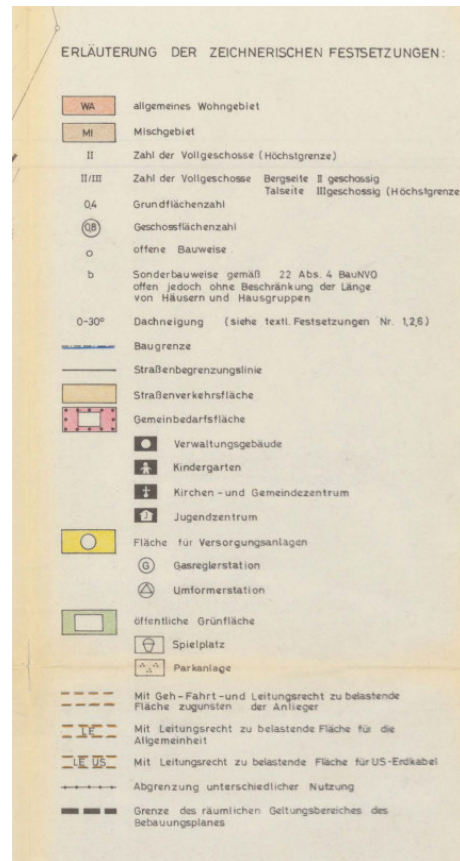 ERLÄUTERUNG DER ZEICHNERISCHEN FESTSETZUNGEN:
WA allgemeines Wohngebiet
MI Mischgebiet
II Zahl der Vollgeschosse (Höchstgrenze)
II/III Zahl der Vollgeschosse Bergseite II geschossig
Talseite IIIgeschossig (Höchstgrenze
0,4 Grundflächenzahl
0,8 Geschossflächenzahl
o offene Bauweise
b Sonderbauweise gemäß 22 Abs. 4 BauNVO
offen jedoch ohne Beschränkung der Länge
von Häusern und Hausgruppen
0-30° Dachneigung (siehe textl. Festsetzungen Nr. 1,2,6)
Baugrenze
Straßenbegrenzungslinie
Straßenverkehrsfläche
Gemeinbedarfsfläche
Verwaltungsgebäude
Kindergarten
Kirchen- und Gemeindezentrum
J Jugendzentrum
Fläche für Versorgungsanlagen
G Gasreglerstation
Umformerstation
öffentliche Grünfläche
Spielplatz
Parkanlage
Mit Geh-Fahrt-und Leitungsrecht zu belastende
Fläche zugunsten der Anlieger
LE Mit Leitungsrecht zu belastende Fläche für die
Allgemeinheit
LE US Mit Leitungsrecht zu belastende Fläche für US-Erdkabel
Abgrenzung unterschiedlicher Nutzung
Grenze des räumlichen Geltungsbereiches des
Bebauungsplanes